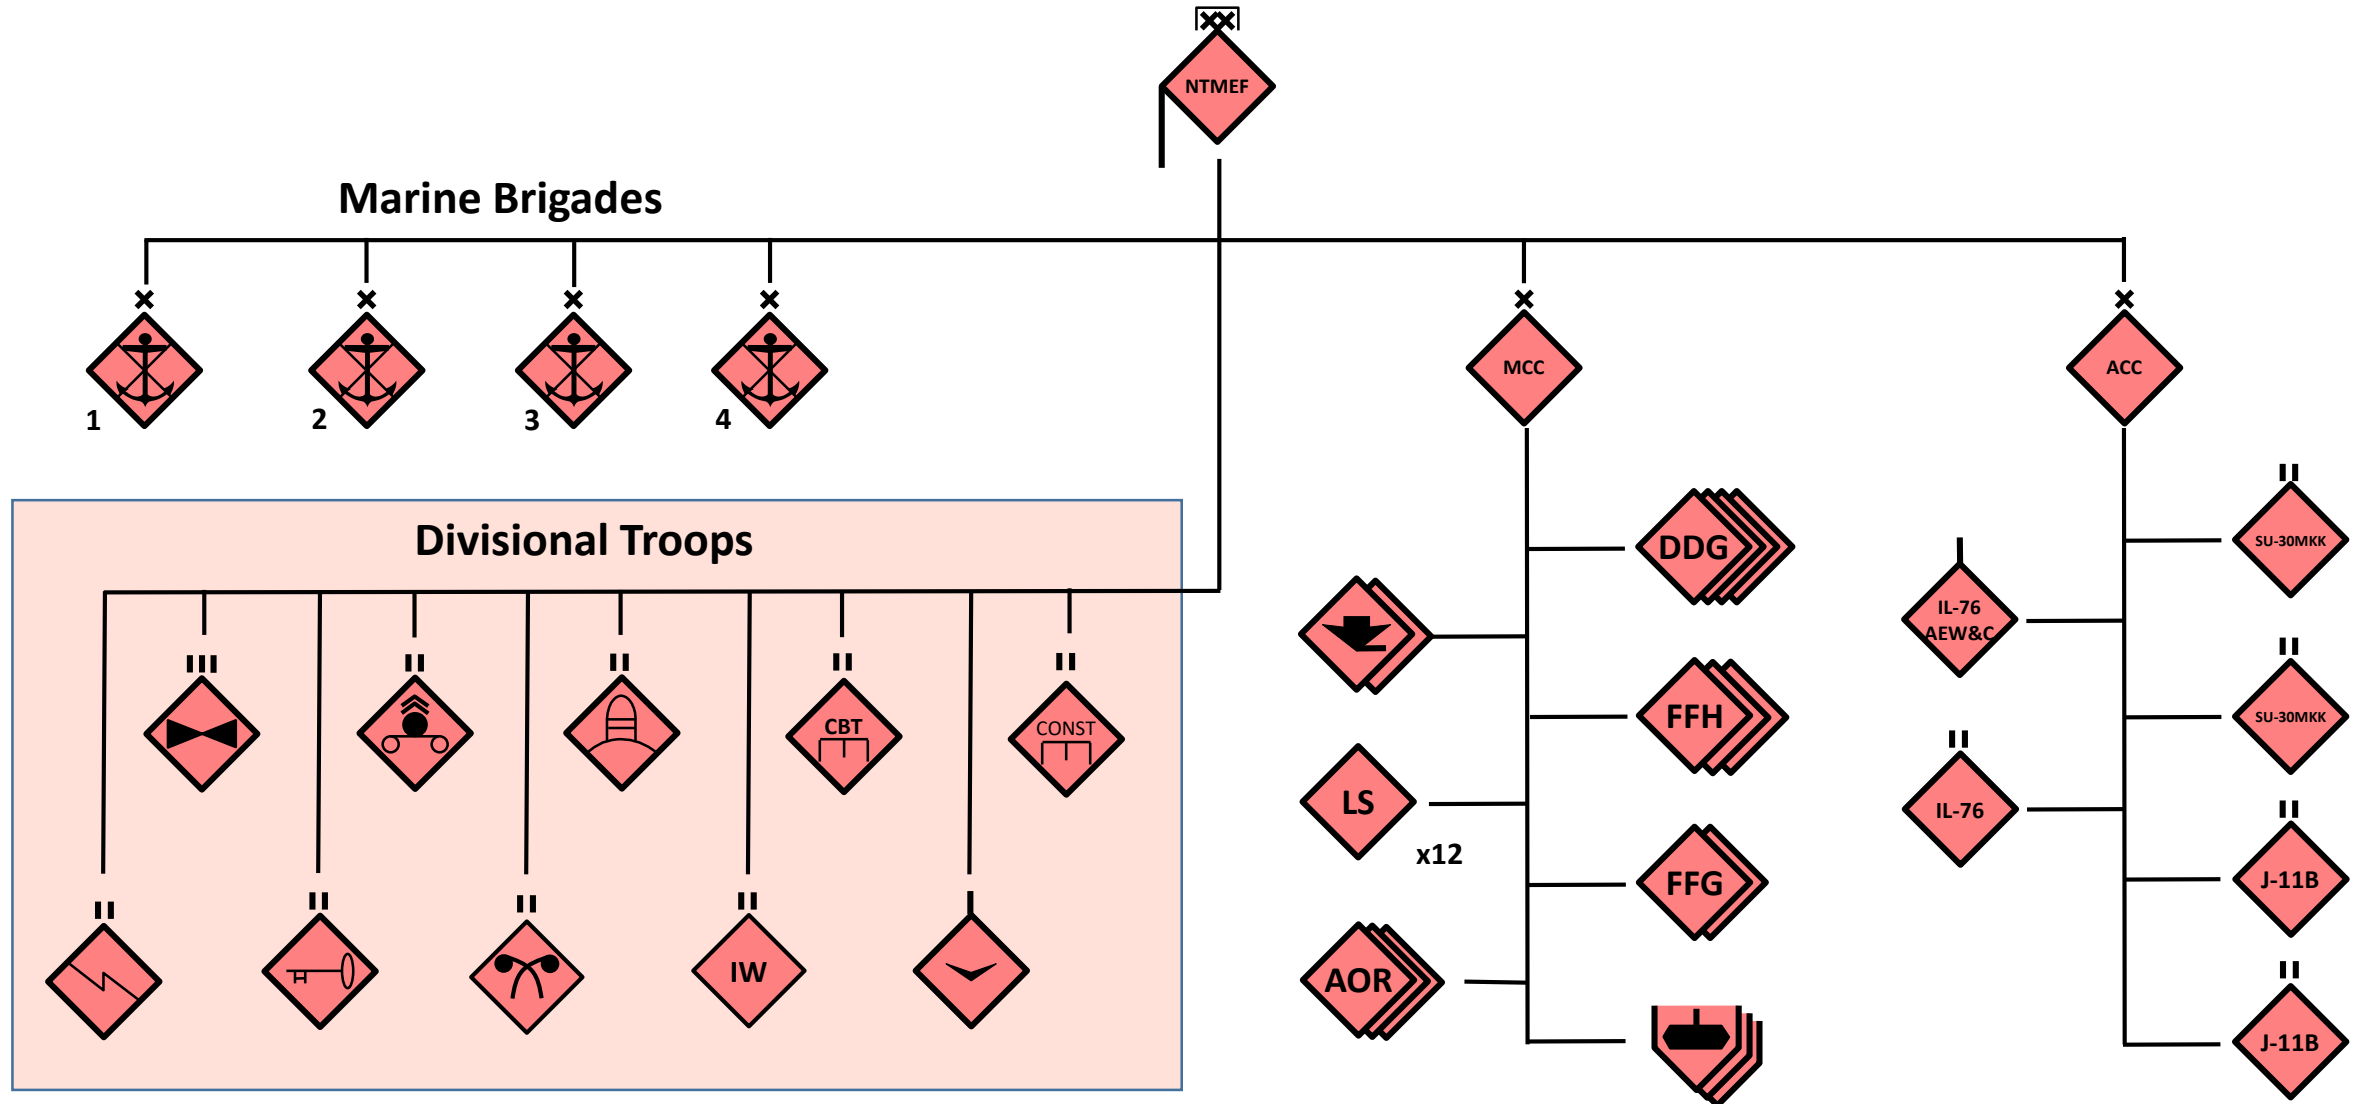 NTMEF
Marine Brigades
1
2
3
4
MCC
ACC
Divisional Troops
CBT
CONST
IW
DDG
FFH
LS
x12
FFG
AOR
IL-76
AEW&C
IL-76
SU-30MKK
SU-30MKK
J-11B
J-11B